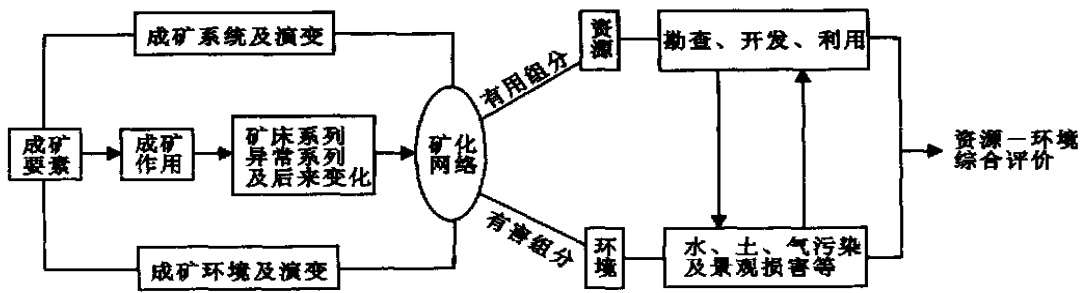 成矿系统及演变
成矿
要素
成矿
作用
矿床系列
异常系列
及后来变化
矿化
网络
成矿环境及演变
有用组分
资源
勘查、开发、利用
有害组分
环境
水、土、气污染
及景观损害等
资源－环境
综合评价